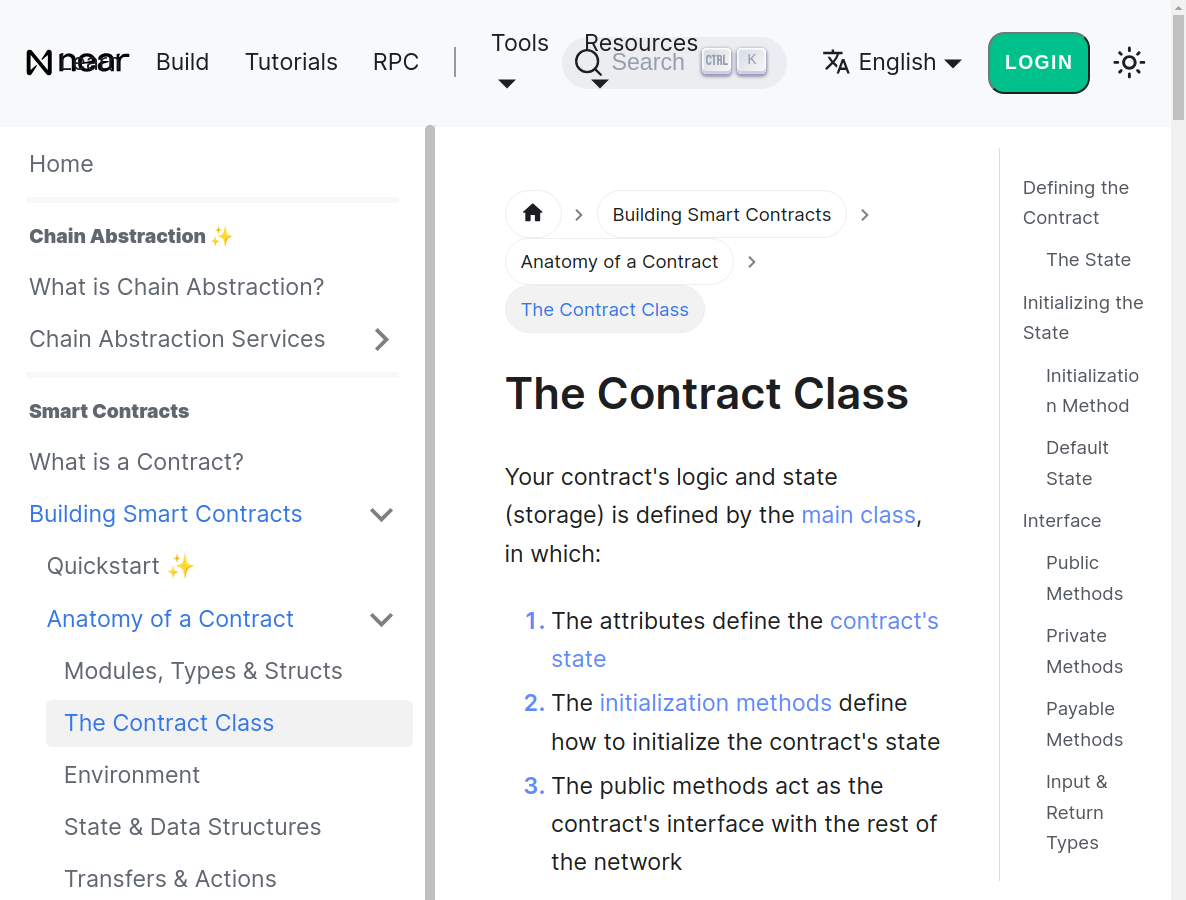 near
Learn
Build
Tutorials
RPC
Tools
Resources
Search
CTRL
K
English
LOGIN
Home
Chain Abstraction ✨
What is Chain Abstraction?
Chain Abstraction Services
Smart Contracts
What is a Contract?
Building Smart Contracts
Quickstart ✨
Anatomy of a Contract
Modules, Types & Structs
The Contract Class
Environment
State & Data Structures
Transfers & Actions
Building Smart Contracts
Anatomy of a Contract
The Contract Class
The Contract Class
Your contract's logic and state
(storage) is defined by the main class,
in which:
1. The attributes define the contract's
state
2. The initialization methods define
how to initialize the contract's state
3. The public methods act as the
contract's interface with the rest of
the network
Defining the
Contract
The State
Initializing the
State
Initializatio
n Method
Default
State
Interface
Public
Methods
Private
Methods
Payable
Methods
Input &
Return
Types